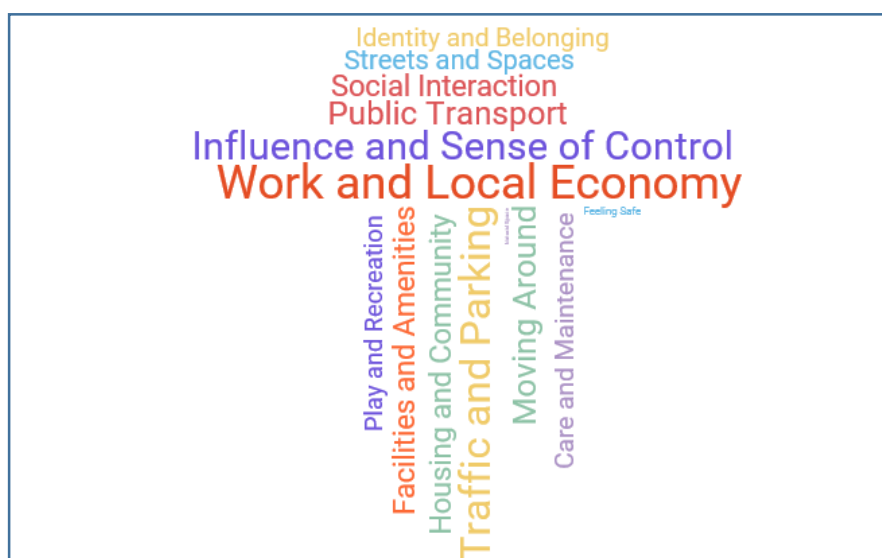 Identity and Belonging
Streets and Spaces
Social Interaction
Public Transport
Influence and Sense of Control
Work and Local Economy
Feeling Safe
Play and Recreation
Facilities and Amenities
Housing and Community
Traffic and Parking
Moving Around
Care and Maintenance